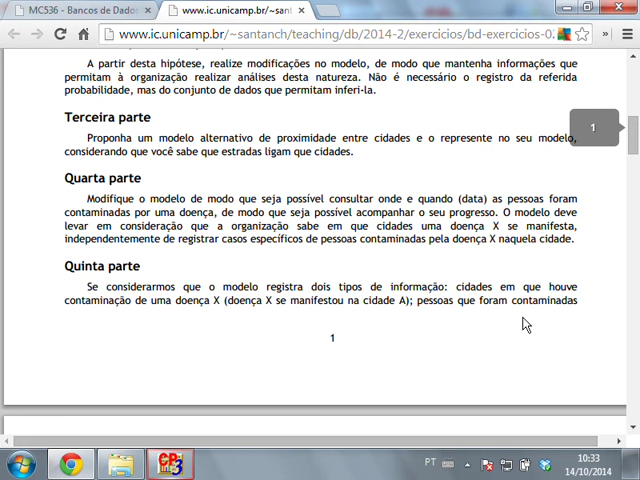 MC536 - Bancos de Dado
www.ic.unicamp.br/~sant
www.ic.unicamp.br/~santanch/teaching/db/2014-2/exercicios/bd-exercicios-0
A partir desta hipótese, realize modificações no modelo, de modo que mantenha informações que
permitam à organização realizar análises desta natureza. Não é necessário o registro da referida
probabilidade, mas do conjunto de dados que permitam inferi-la.
Terceira parte
1
Proponha um modelo alternativo de proximidade entre cidades e o represente no seu modelo,
considerando que você sabe que estradas ligam que cidades.
Quarta parte
Modifique o modelo de modo que seja possível consultar onde e quando (data) as pessoas foram
contaminadas por uma doença, de modo que seja possível acompanhar o seu progresso. O modelo deve
levar em consideração que a organização sabe em que cidades uma doença X se manifesta,
independentemente de registrar casos específicos de pessoas contaminadas pela doença X naquela cidade.
Quinta parte
Se considerarmos que o modelo registra dois tipos de informação: cidades em que houve
contaminação de uma doença X (doença X se manifestou na cidade A); pessoas que foram contaminadas
1
PT
10:33
14/10/2014